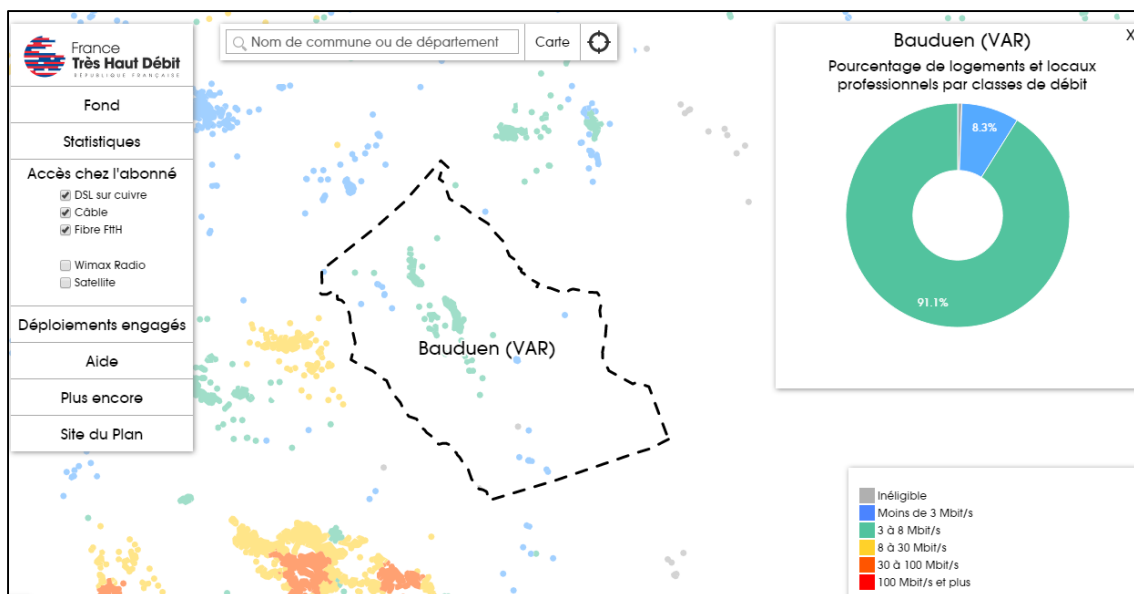 France
Très Haut Débit
RÉPUBLIQUE FRANÇAISE
Fond
Statistiques
Accès chez l'abonné
DSL sur cuivre
Câble
Fibre FttH
Wimax Radio
Satellite
Déploiements engagés
Aide
Plus encore
Site du Plan
Nom de commune ou de département
Carte
Bauduen (VAR)
X
Bauduen (VAR)
Pourcentage de logements et locaux
professionnels par classes de débit
8.3%
91.1%
Inéligible
Moins de 3 Mbit/s
3 à 8 Mbit/s
8 à 30 Mbit/s
30 à 100 Mbit/s
100 Mbit/s et plus